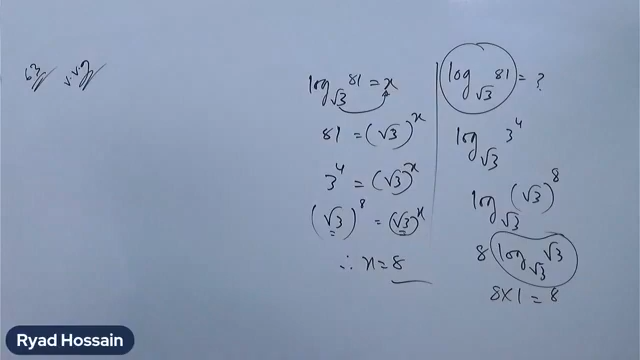 63 v.v.g
log_√3 81 = x
81 = (√3)^x
3^4 = (√3)^x
(√3)^8 = (√3)^x
∴ x = 8
log_√3 81 = ?
log_√3 3^4
log_√3 (√3)^8
8 log_√3 √3
8×1 = 8
Ryad Hossain